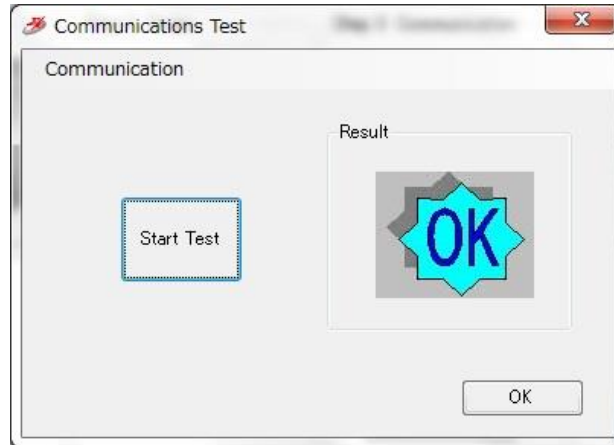 Communications Test
Communication
Result
Start Test
OK
OK